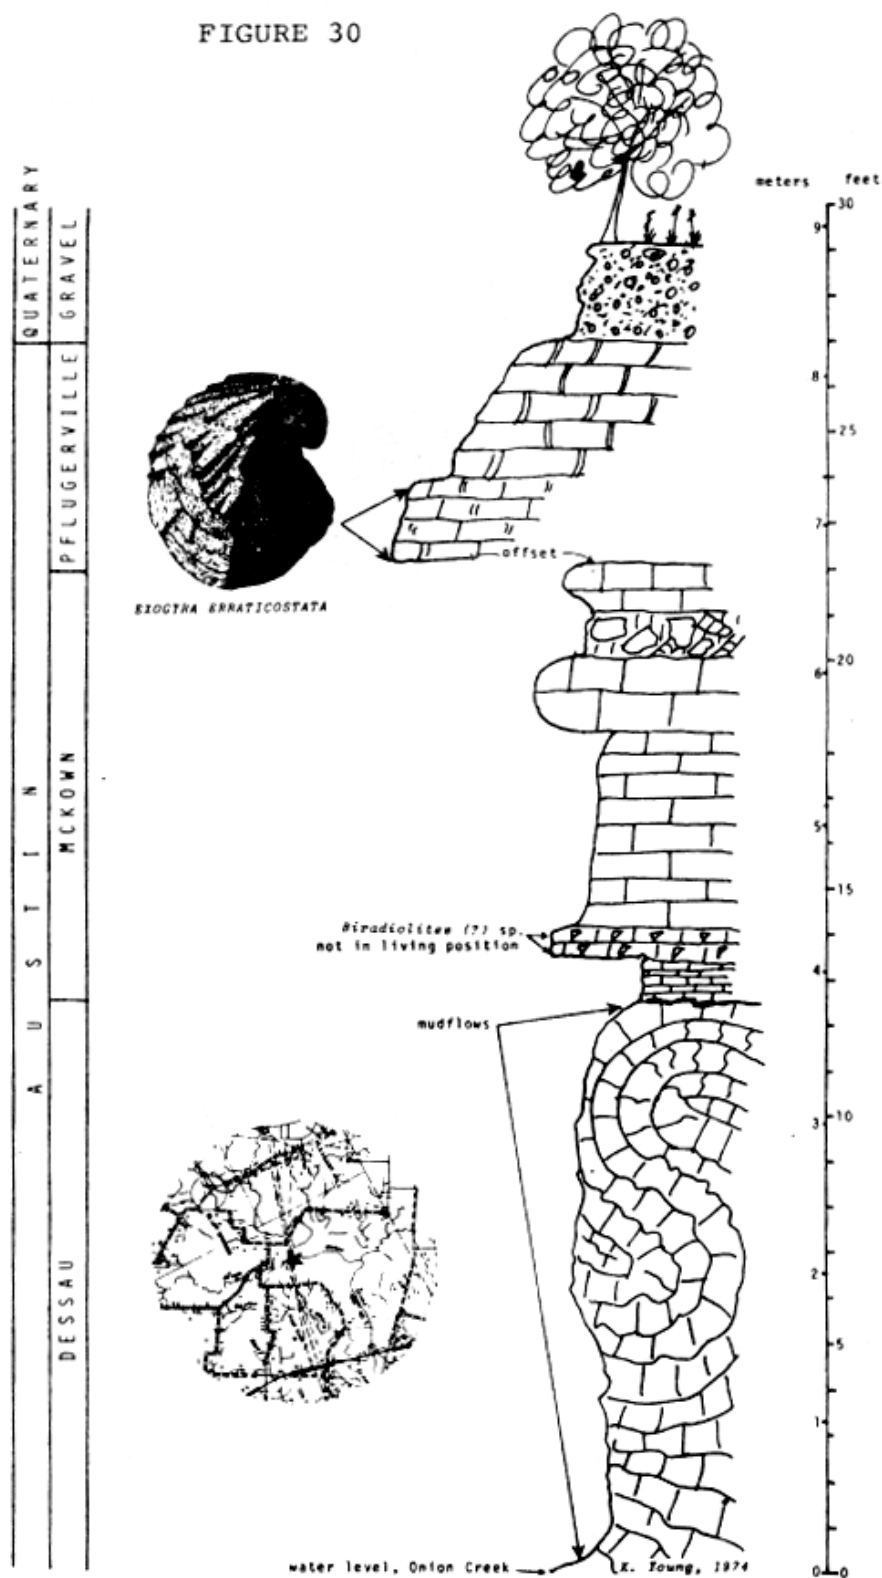 FIGURE 30
meters feet
QUATERNARY
GRAVEL
AUSTIN
PFLUGERVILLE
MCKOWN
DESSAU
30
9
8
25
7
EXOGYRA ERRATICOSTATA
offset
6 20
5
15
Biradiolites (?) sp.
not in living position
4
mudflows
3 10
2
5
1
water level, Onion Creek
K. Young, 1974
0 0